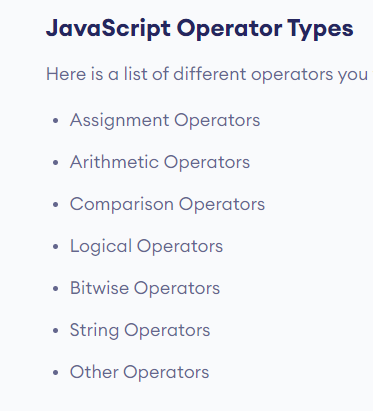 JavaScript Operator Types
Here is a list of different operators you
• Assignment Operators
• Arithmetic Operators
• Comparison Operators
• Logical Operators
• Bitwise Operators
• String Operators
• Other Operators